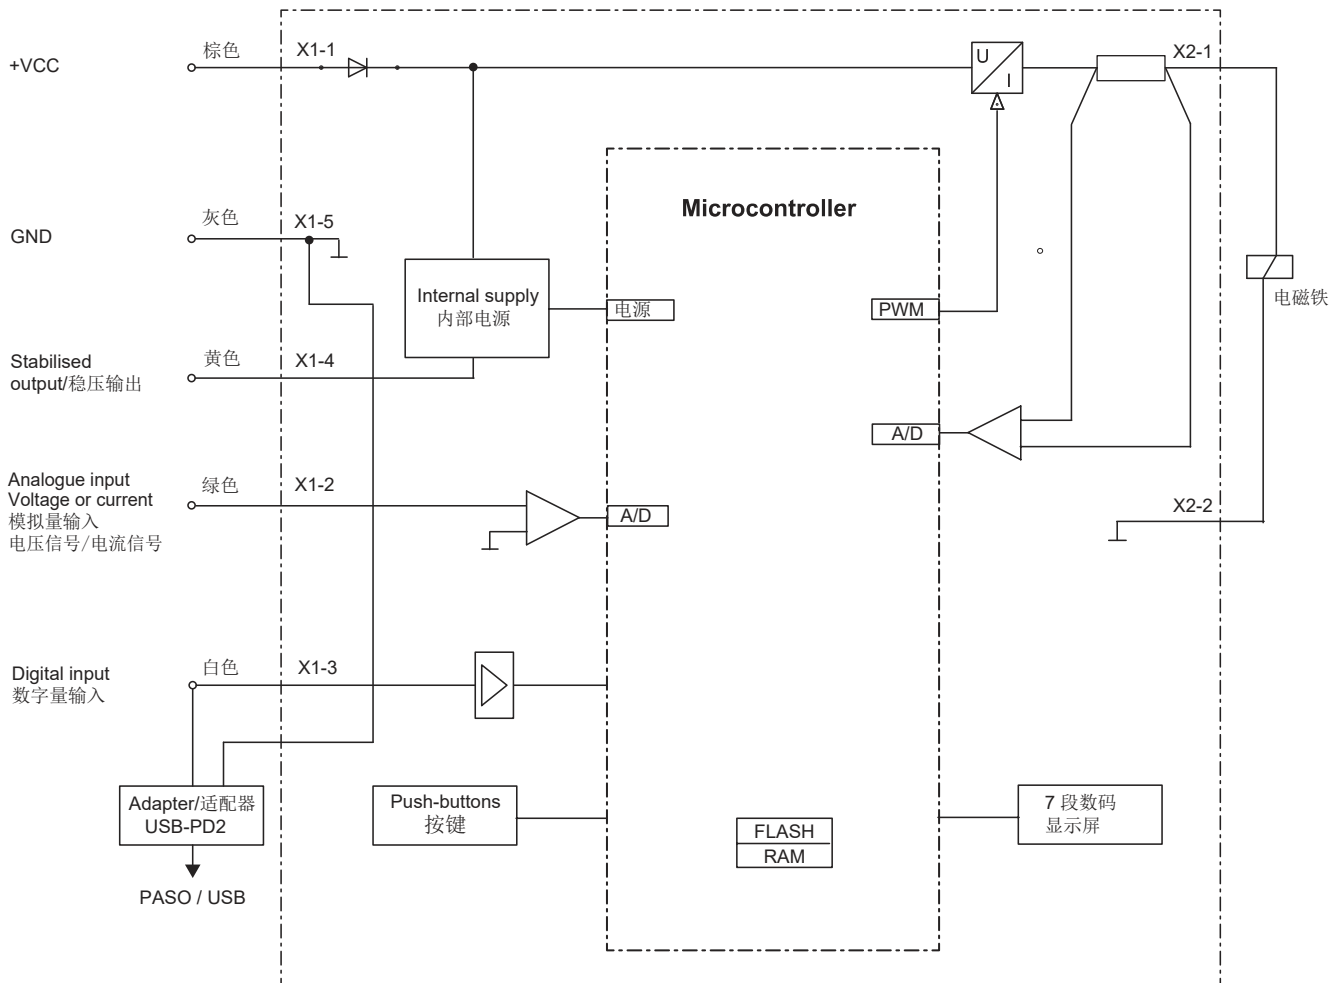 +VCC
棕色
X1-1
U
I
X2-1
Microcontroller
GND
灰色
X1-5
Internal supply
内部电源
电源
PWM
电磁铁
Stabilised
output/稳压输出
黄色
X1-4
A/D
Analogue input
Voltage or current
模拟量输入
电压信号/电流信号
绿色
X1-2
A/D
X2-2
Digital input
数字量输入
白色
X1-3
Adapter/适配器
USB-PD2
PASO / USB
Push-buttons
按键
FLASH
RAM
7 段数码
显示屏